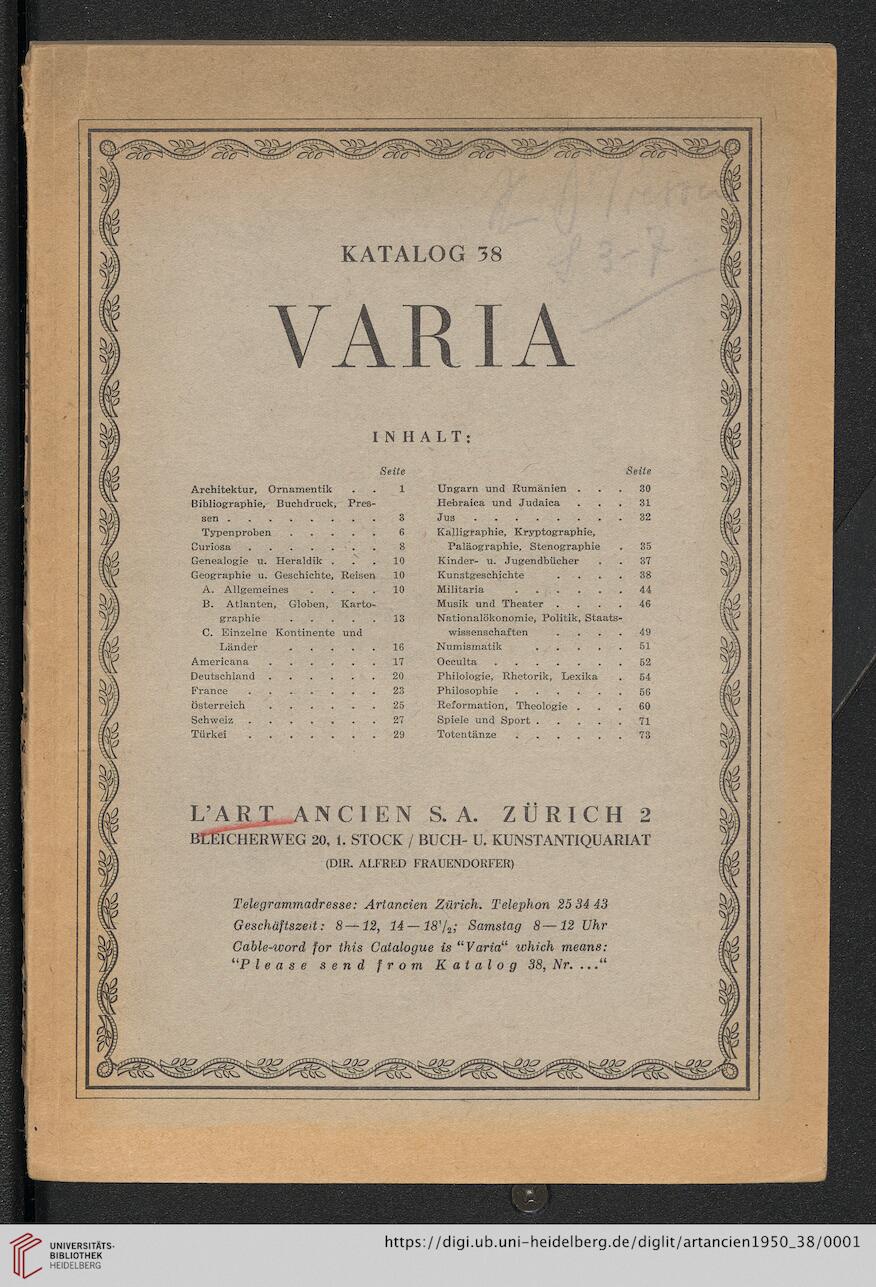 KATALOG 38
VARIA
INHALT:
Seite
Architektur, Ornamentik . . 1
Bibliographie, Buchdruck, Pres-
sen . . . . . . . . 3
Typenproben . . . . . 6
Curiosa . . . . . . . 8
Genealogie u. Heraldik . . . 10
Geographie u. Geschichte, Reisen 10
A. Allgemeines . . . . 10
B. Atlanten, Globen, Karto-
graphie . . . . . 13
C. Einzelne Kontinente und
Länder . . . . . 16
Americana . . . . . . 17
Deutschland . . . . . . 20
France . . . . . . . 23
Österreich . . . . . . 25
Schweiz . . . . . . . 27
Türkei . . . . . . . 29
Seite
Ungarn und Rumänien . . . 30
Hebraica und Judaica . . . 31
Jus . . . . . . . . 32
Kalligraphie, Kryptographie,
Paläographie, Stenographie . 35
Kinder- u. Jugendbücher . . 37
Kunstgeschichte . . . . 38
Militaria . . . . . . 44
Musik und Theater . . . . 46
Nationalökonomie, Politik, Staats-
wissenschaften . . . . 49
Numismatik . . . . . 51
Occulta . . . . . . . 52
Philologie, Rhetorik, Lexika . 54
Philosophie . . . . . . 56
Reformation, Theologie . . . 60
Spiele und Sport . . . . . 71
Totentänze . . . . . . 73
L'ART ANCIEN S. A. ZÜRICH 2
BLEICHERWEG 20, 1. STOCK / BUCH- U. KUNSTANTIQUARIAT
(DIR. ALFRED FRAUENDORFER)
Telegrammadresse: Artancien Zürich. Telephon 25 34 43
Geschäftszeit: 8—12, 14—18¹/₂; Samstag 8—12 Uhr
Cable-word for this Catalogue is "Varia" which means:
"Please send from Katalog 38, Nr. ..."
UNIVERSITÄTS-
BIBLIOTHEK
HEIDELBERG
https://digi.ub.uni-heidelberg.de/diglit/artancien1950_38/0001